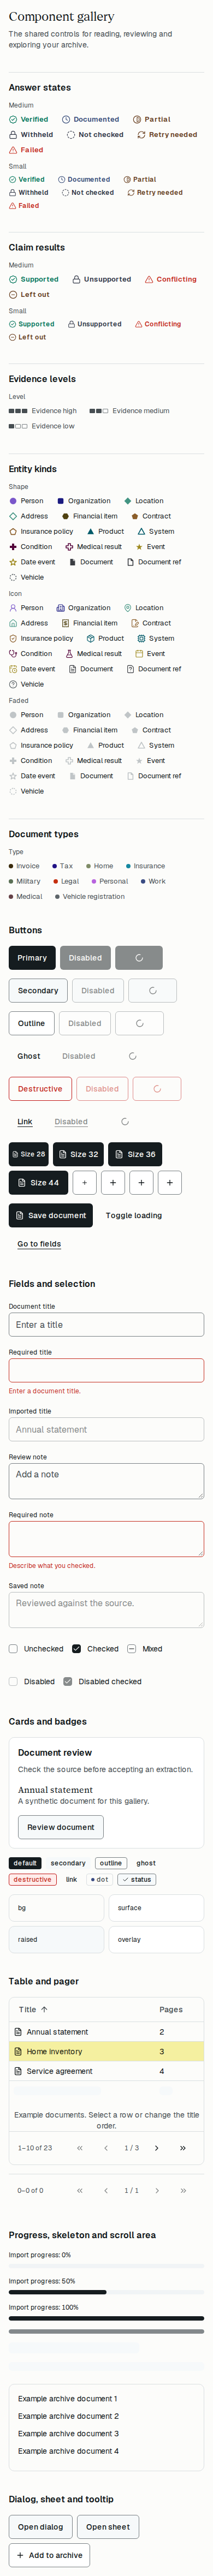 Component gallery
The shared controls for reading, reviewing and
exploring your archive.
Answer states
Medium
Verified Documented Partial
Withheld Not checked Retry needed
Failed
Small
Verified Documented Partial
Withheld Not checked Retry needed
Failed
Claim results
Medium
Supported Unsupported Conflicting
Left out
Small
Supported Unsupported Conflicting
Left out
Evidence levels
Level
Evidence high Evidence medium
Evidence low
Entity kinds
Shape
Person Organization Location
Address Financial item Contract
Insurance policy Product System
Condition Medical result Event
Date event Document Document ref
Vehicle
Icon
Person Organization Location
Address Financial item Contract
Insurance policy Product System
Condition Medical result Event
Date event Document Document ref
Vehicle
Faded
Person Organization Location
Address Financial item Contract
Insurance policy Product System
Condition Medical result Event
Date event Document Document ref
Vehicle
Document types
Type
Invoice Tax Home Insurance
Military Legal Personal Work
Medical Vehicle registration
Buttons
Primary Disabled
Secondary Disabled
Outline Disabled
Ghost Disabled
Destructive Disabled
Link Disabled
Size 28 Size 32 Size 36
Size 44
Save document Toggle loading
Go to fields
Fields and selection
Document title
Enter a title
Required title
Enter a document title.
Imported title
Annual statement
Review note
Add a note
Required note
Describe what you checked.
Saved note
Reviewed against the source.
Unchecked Checked Mixed
Disabled Disabled checked
Cards and badges
Document review
Check the source before accepting an extraction.
Annual statement
A synthetic document for this gallery.
Review document
default secondary outline ghost
destructive link dot status
bg surface
raised overlay
Table and pager
Title Pages
Annual statement 2
Home inventory 3
Service agreement 4
Example documents. Select a row or change the title
order.
1–10 of 23 1 / 3
0–0 of 0 1 / 1
Progress, skeleton and scroll area
Import progress: 0%
Import progress: 50%
Import progress: 100%
Example archive document 1
Example archive document 2
Example archive document 3
Example archive document 4
Dialog, sheet and tooltip
Open dialog Open sheet
Add to archive